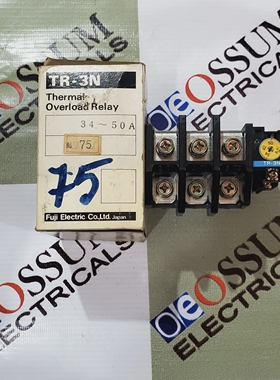 TR-3N
Thermal
Overload Relay
34~50A
75
75
Fuji Electric Co., Ltd. Japan
TR-3N
OSSUM
ELECTRICALS
OSSUM
ELECTRICALS
OSSUM
ELECTRICALS